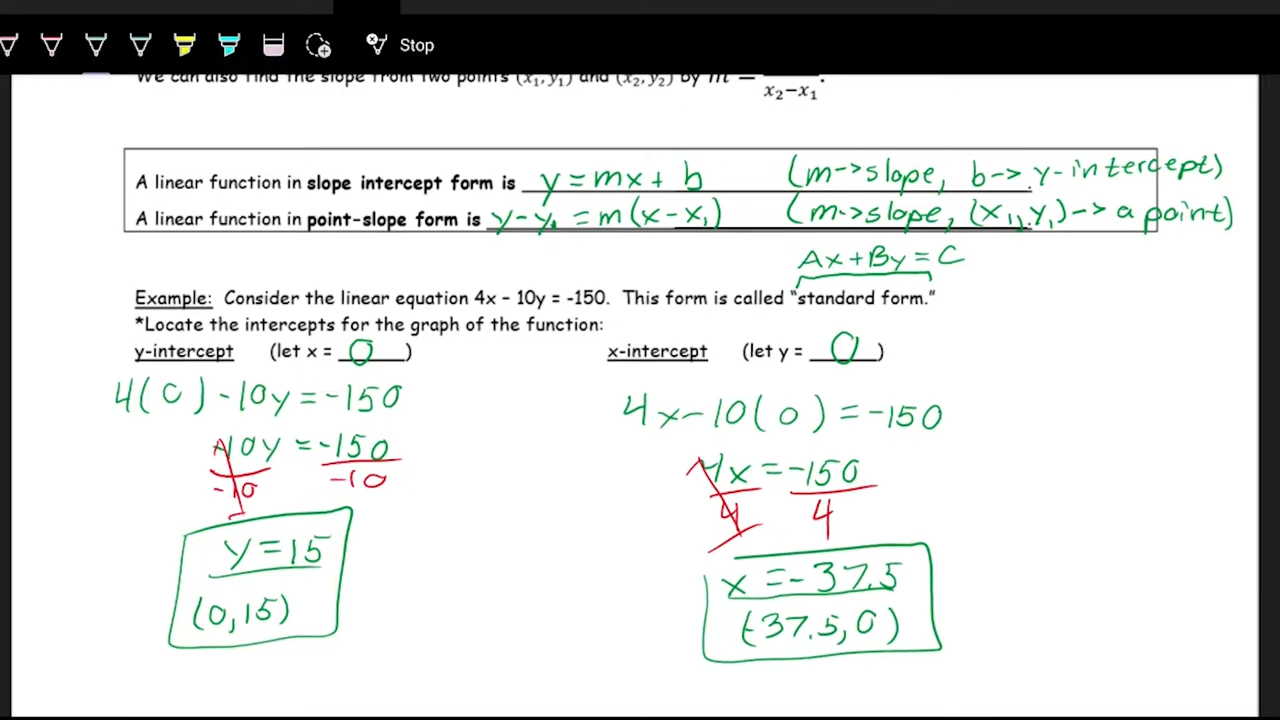 Stop
We can also find the slope from two points (x₁, y₁) and (x₂, y₂) by m = x₂−x₁ .
A linear function in slope intercept form is y = mx + b (m->slope, b-> y-intercept)
A linear function in point-slope form is y-y₁ = m(x-x₁) (m->slope, (x₁,y₁)-> a point)
Ax+By=C
Example: Consider the linear equation 4x – 10y = -150. This form is called “standard form.”
*Locate the intercepts for the graph of the function:
y-intercept (let x = 0)
x-intercept (let y = 0)
4(0)-10y=-150
-10y=-150
-10 -10
y=15
(0,15)
4x-10(0)=-150
4x=-150
4 4
x=-37.5
(-37.5,0)